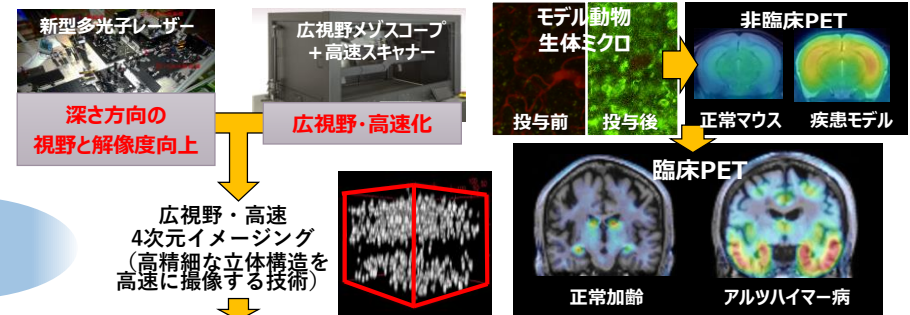 新型多光子レーザー
深さ方向の
視野と解像度向上
広視野メゾスコープ
＋高速スキャナー
広視野・高速化
広視野・高速
4次元イメージング
（高精細な立体構造を
高速に撮像する技術）
モデル動物
生体ミクロ
投与前
投与後
非臨床PET
正常マウス
疾患モデル
臨床PET
正常加齢
アルツハイマー病